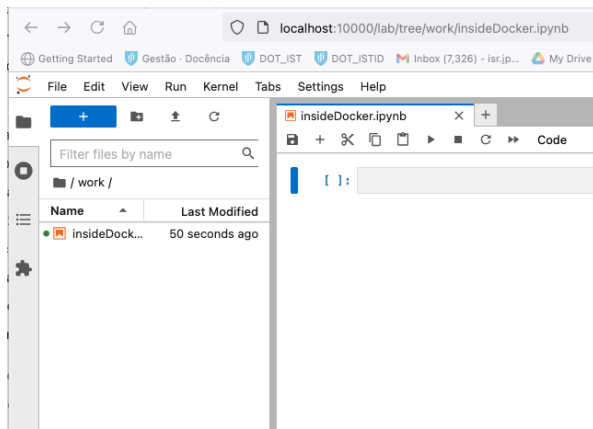 localhost:10000/lab/tree/work/insideDocker.ipynb
Getting Started Gestão · Docência DOT_IST DOT_ISTID Inbox (7,326) - isr.jp... My Drive
File Edit View Run Kernel Tabs Settings Help
+
Filter files by name
/ work /
Name Last Modified
insideDock... 50 seconds ago
insideDocker.ipynb × +
Code
[ ]: